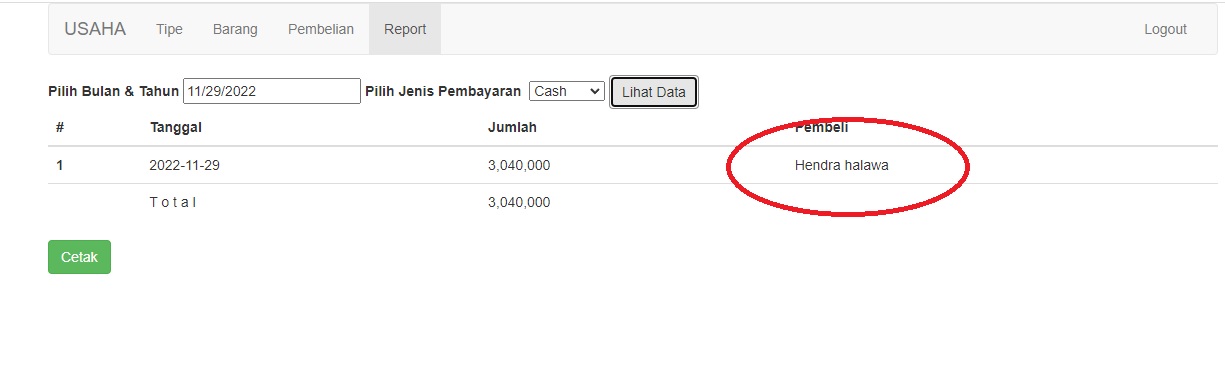 USAHA Tipe Barang Pembelian Report Logout
Pilih Bulan & Tahun 11/29/2022 Pilih Jenis Pembayaran Cash Lihat Data
# Tanggal Jumlah Pembeli
1 2022-11-29 3,040,000 Hendra halawa
T o t a l 3,040,000
Cetak